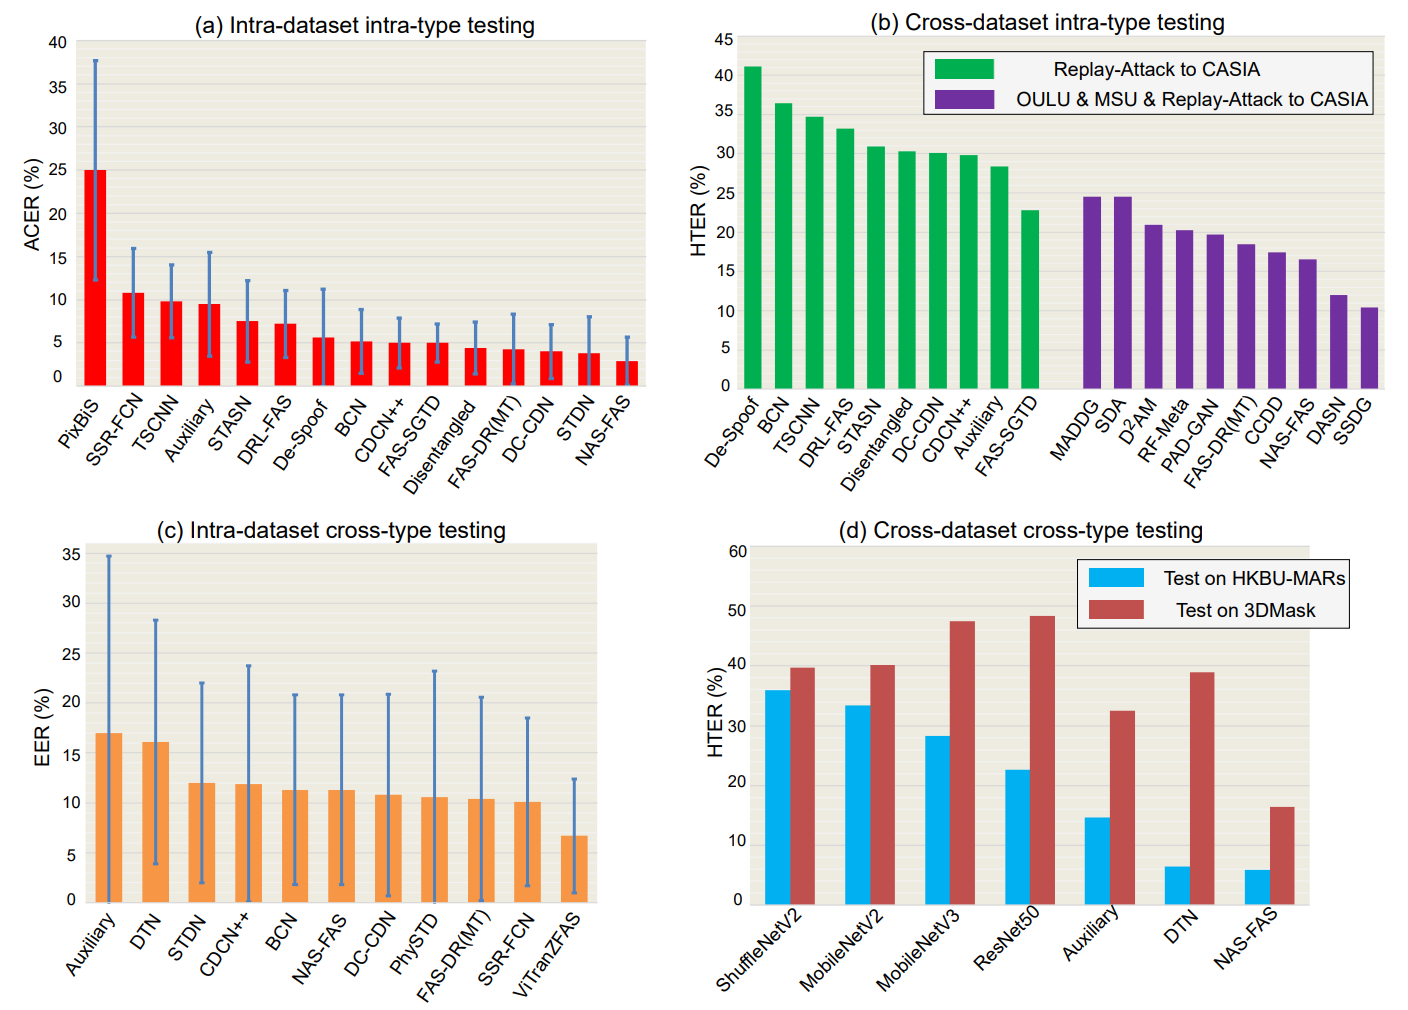 (a) Intra-dataset intra-type testing
ACER (%)
40
35
30
25
20
15
10
5
0
PixBiS
SSR-FCN
TSCNN
Auxiliary
STASN
DRL-FAS
De-Spoof
BCN
CDCN++
FAS-SGTD
Disentangled
FAS-DR(MT)
DC-CDN
STDN
NAS-FAS
(b) Cross-dataset intra-type testing
HTER (%)
45
40
35
30
25
20
15
10
5
0
Replay-Attack to CASIA
OULU & MSU & Replay-Attack to CASIA
De-Spoof
BCN
TSCNN
DRL-FAS
STASN
Disentangled
DC-CDN
CDCN++
Auxiliary
FAS-SGTD
MADDG
SDA
D²AM
RF-Meta
PAD-GAN
FAS-DR(MT)
CCDD
NAS-FAS
DASN
SSDG
(c) Intra-dataset cross-type testing
EER (%)
35
30
25
20
15
10
5
0
Auxiliary
DTN
STDN
CDCN++
BCN
NAS-FAS
DC-CDN
PhySTD
FAS-DR(MT)
SSR-FCN
ViTranZFAS
(d) Cross-dataset cross-type testing
HTER (%)
60
50
40
30
20
10
0
Test on HKBU-MARs
Test on 3DMask
ShuffleNetV2
MobileNetV2
MobileNetV3
ResNet50
Auxiliary
DTN
NAS-FAS